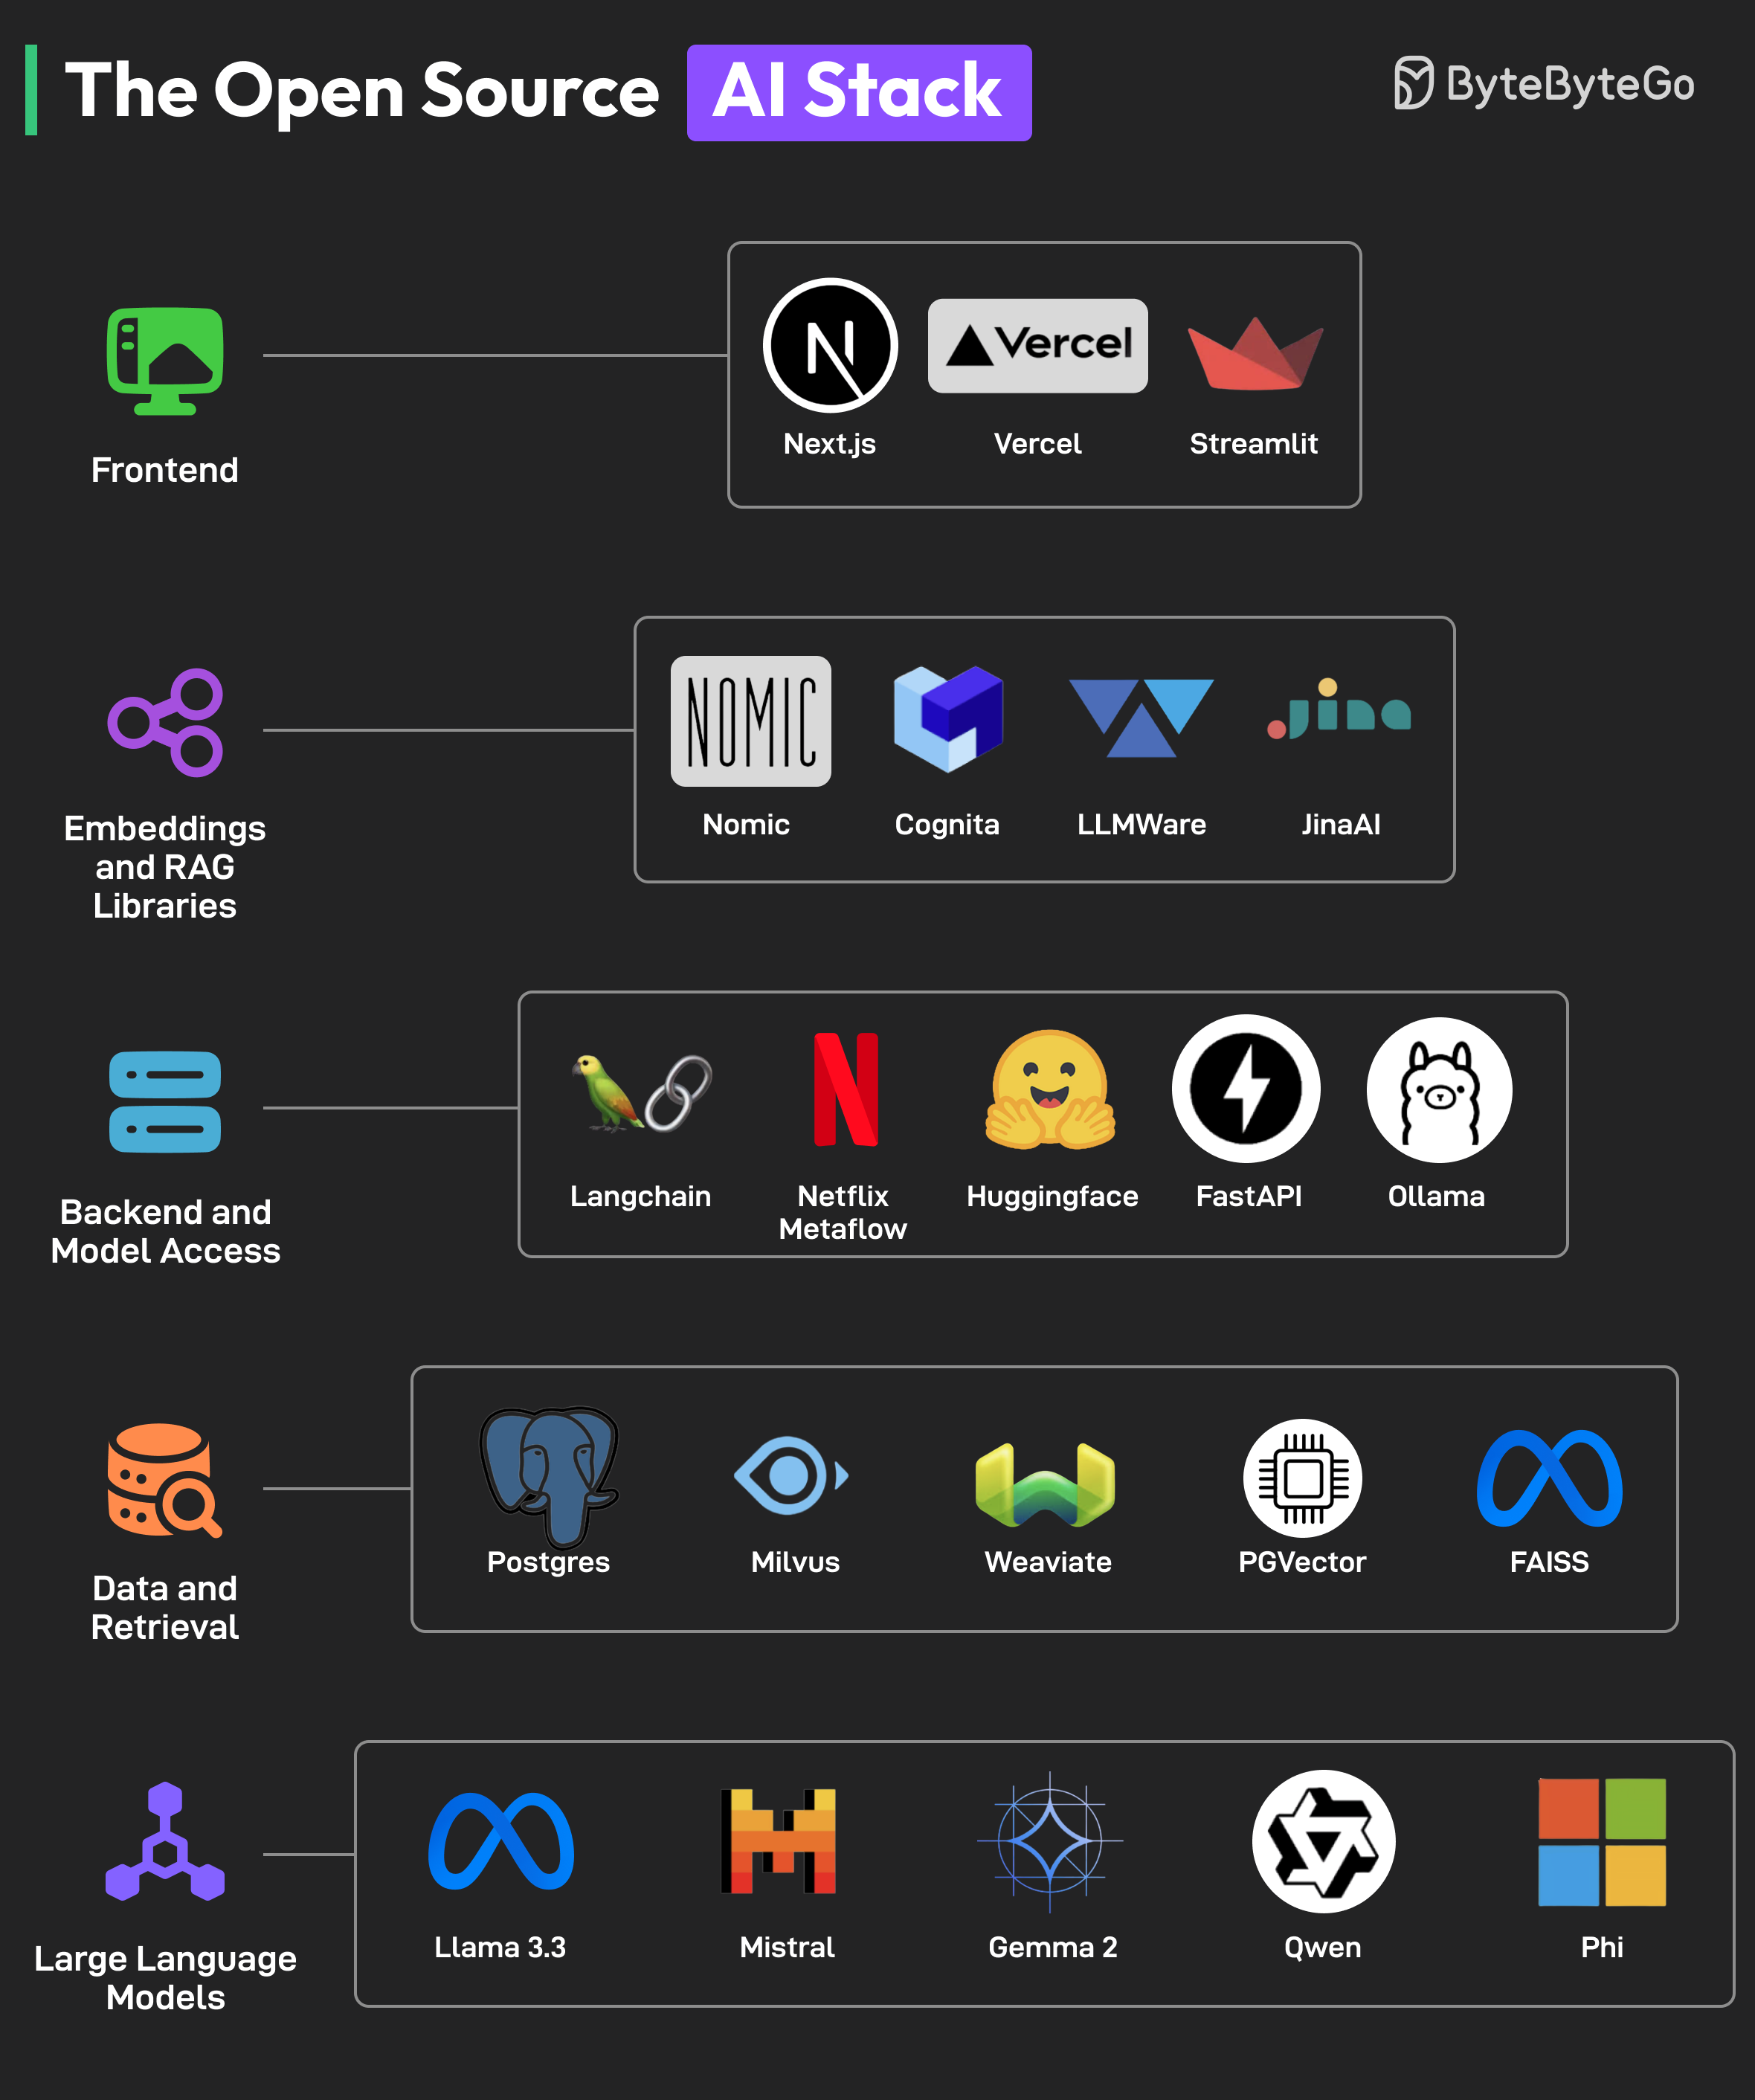 The Open Source AI Stack
ByteByteGo
Vercel
Next.js
Vercel
Streamlit
Frontend
NOMIC
jina
Nomic
Cognita
LLMWare
JinaAI
Embeddings
and RAG
Libraries
Langchain
Netflix
Metaflow
Huggingface
FastAPI
Ollama
Backend and
Model Access
Postgres
Milvus
Weaviate
PGVector
FAISS
Data and
Retrieval
Llama 3.3
Mistral
Gemma 2
Qwen
Phi
Large Language
Models